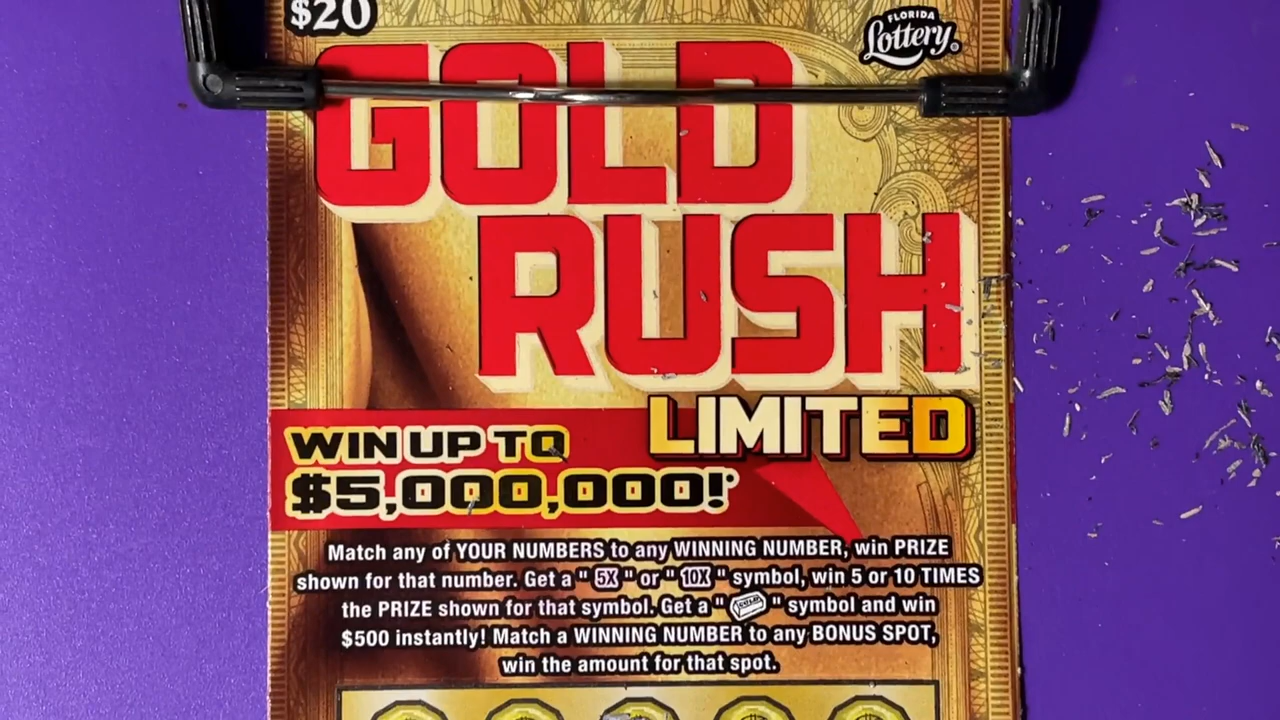 $20
FLORIDA
Lottery®
GOLD
RUSH
LIMITED
WIN UP TO
$5,000,000!*
Match any of YOUR NUMBERS to any WINNING NUMBER, win PRIZE
shown for that number. Get a "5X" or "10X" symbol, win 5 or 10 TIMES
the PRIZE shown for that symbol. Get a "GOLD" symbol and win
$500 instantly! Match a WINNING NUMBER to any BONUS SPOT,
win the amount for that spot.